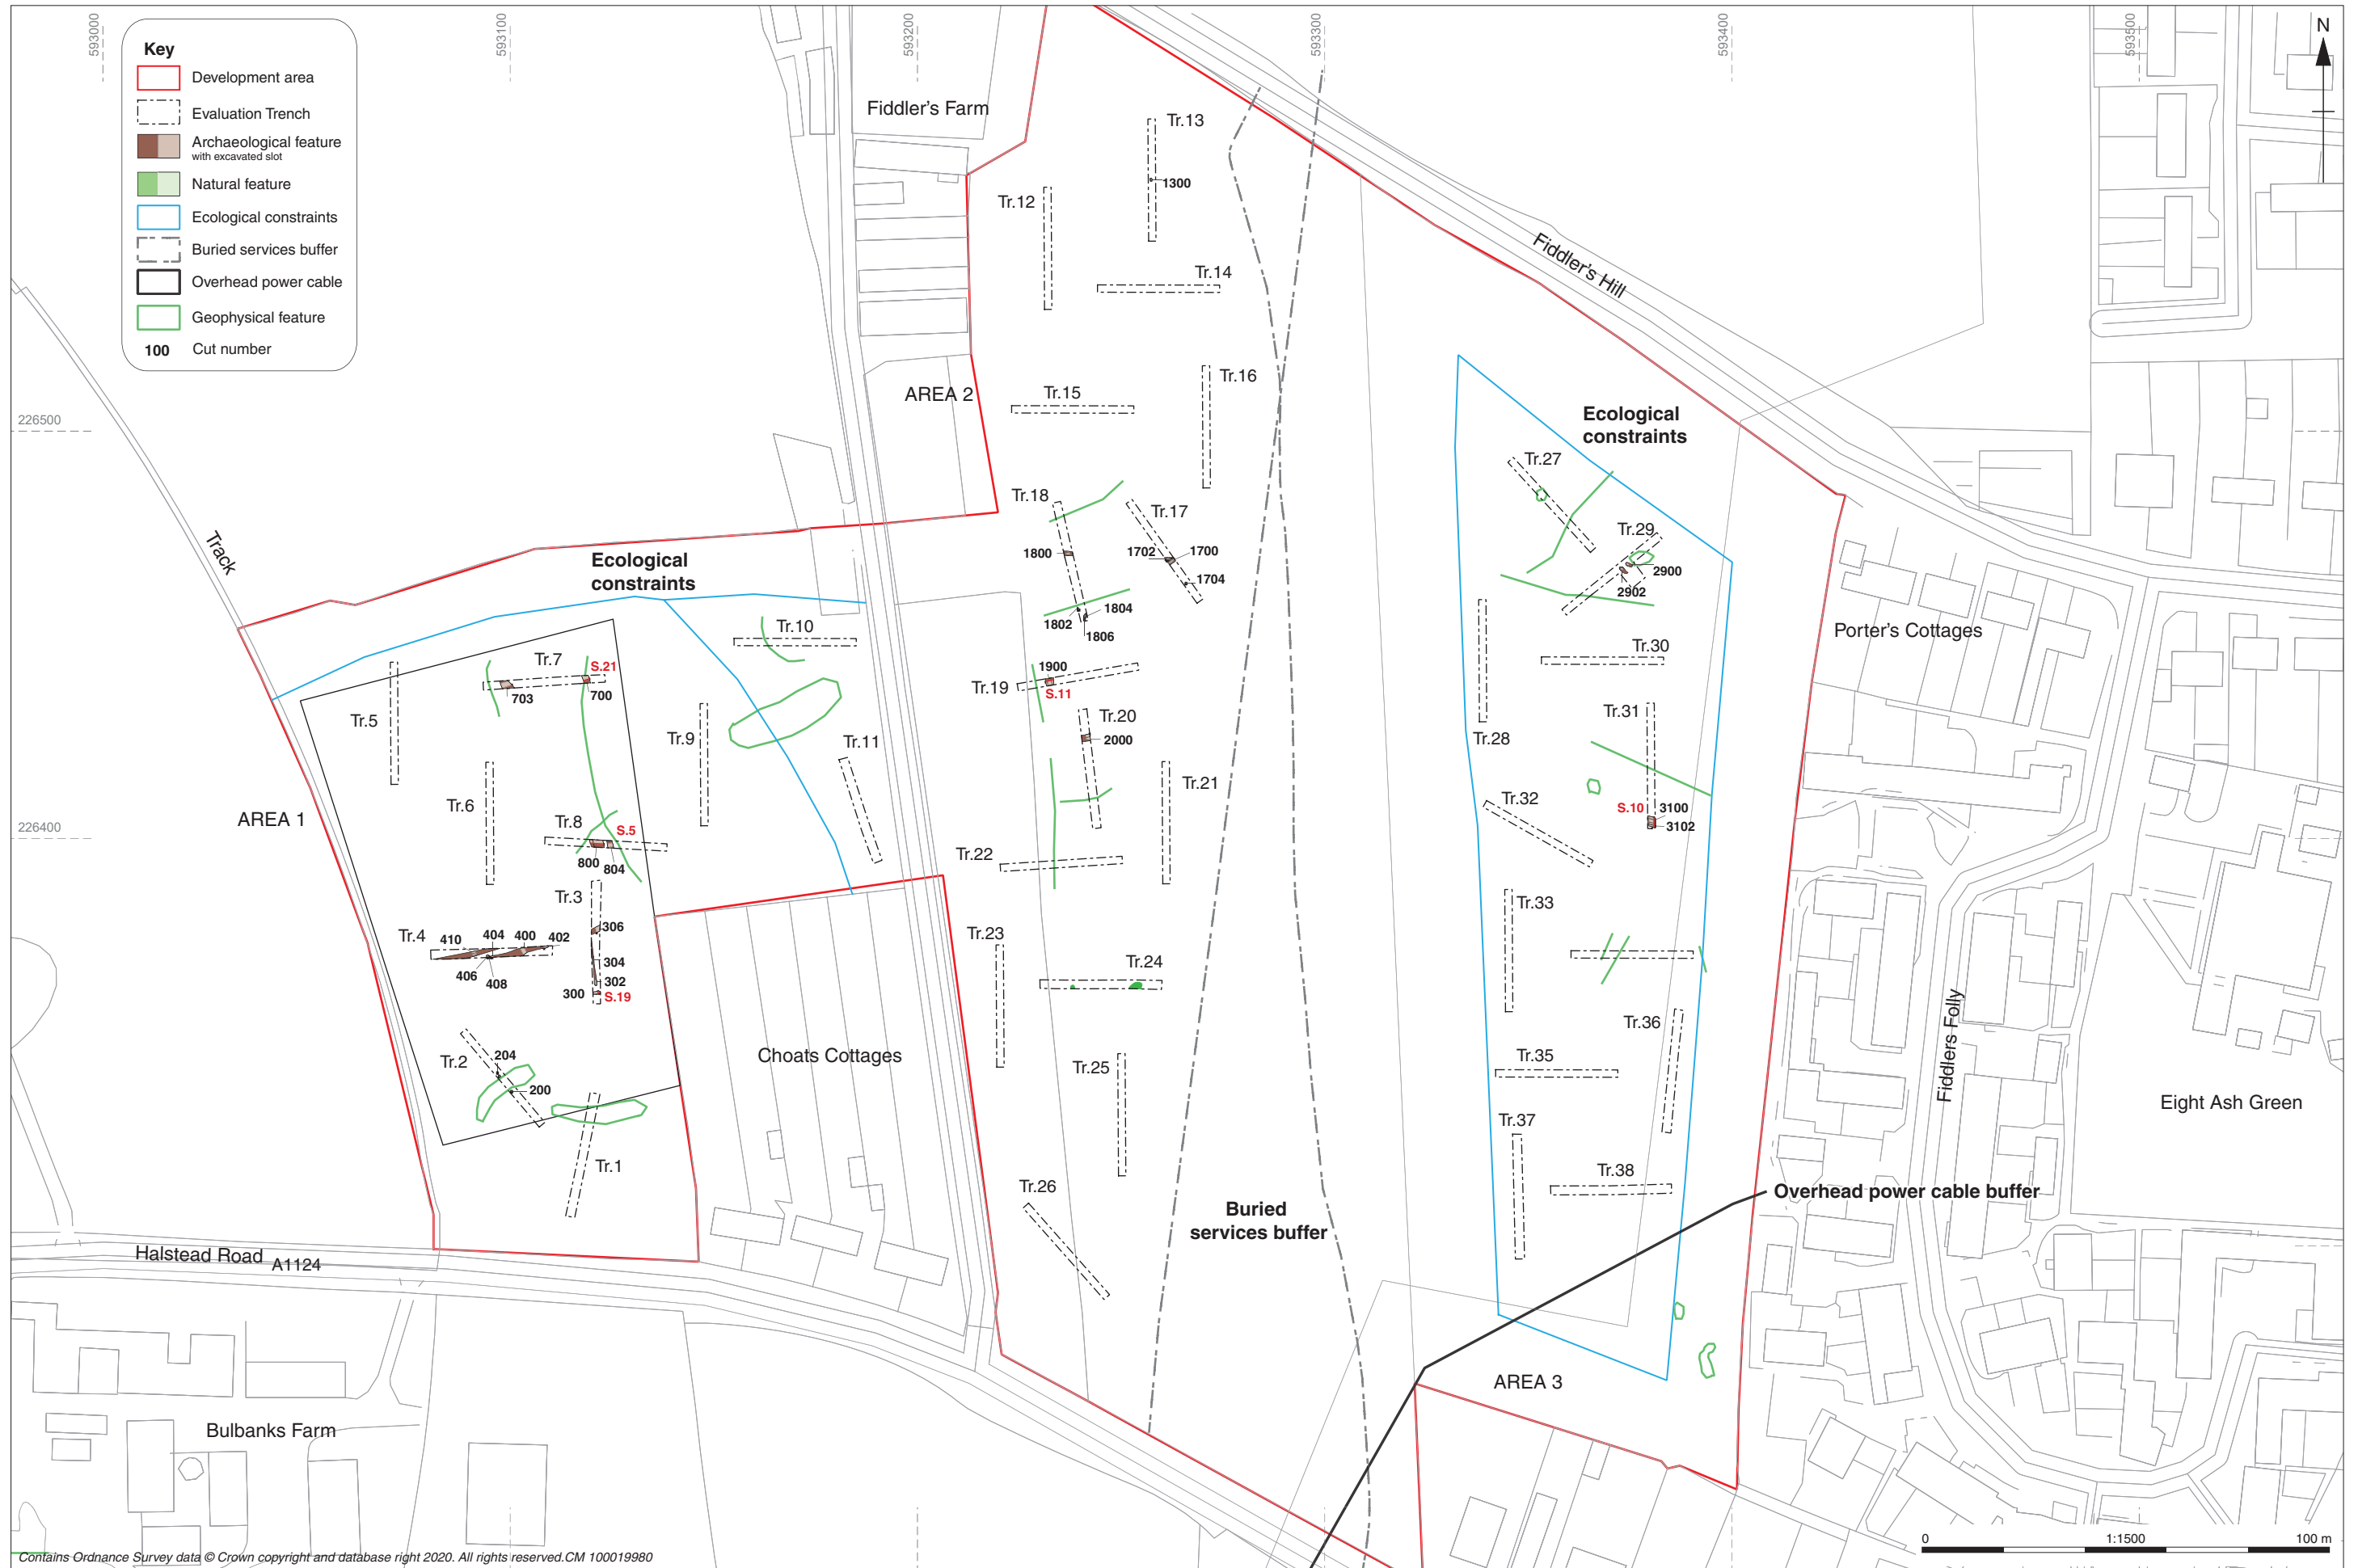 593000
593100
593200
593300
593400
593500
N
Key
Development area
Evaluation Trench
Archaeological feature
with excavated slot
Natural feature
Ecological constraints
Buried services buffer
Overhead power cable
Geophysical feature
100 Cut number
Fiddler's Farm
Tr.13
1300
Tr.12
Tr.14
Fiddler's Hill
Tr.16
Tr.15
AREA 2
226500
Ecological
constraints
Tr.27
Tr.18
Tr.17
1800
1702
1700
1704
Tr.29
2900
2902
Track
Ecological
constraints
1804
1802
1806
Porter's Cottages
Tr.10
Tr.30
Tr.7
S.21
703
700
1900
Tr.19
S.11
Tr.5
Tr.9
Tr.11
Tr.20
2000
Tr.31
Tr.28
Tr.21
Tr.6
AREA 1
226400
Tr.8
S.5
800
804
Tr.32
S.10
3100
3102
Tr.22
Tr.3
306
304
302
300
S.19
Tr.4
410
404
400
402
406
408
Tr.33
Tr.23
Tr.24
Tr.36
Fiddlers Folly
Tr.2
204
200
Choats Cottages
Tr.25
Tr.35
Eight Ash Green
Tr.37
Tr.1
Tr.38
Tr.26
Overhead power cable buffer
Buried
services buffer
Halstead Road
A1124
AREA 3
Bulbanks Farm
0
1:1500
100 m
Contains Ordnance Survey data © Crown copyright and database right 2020. All rights reserved.CM 100019980